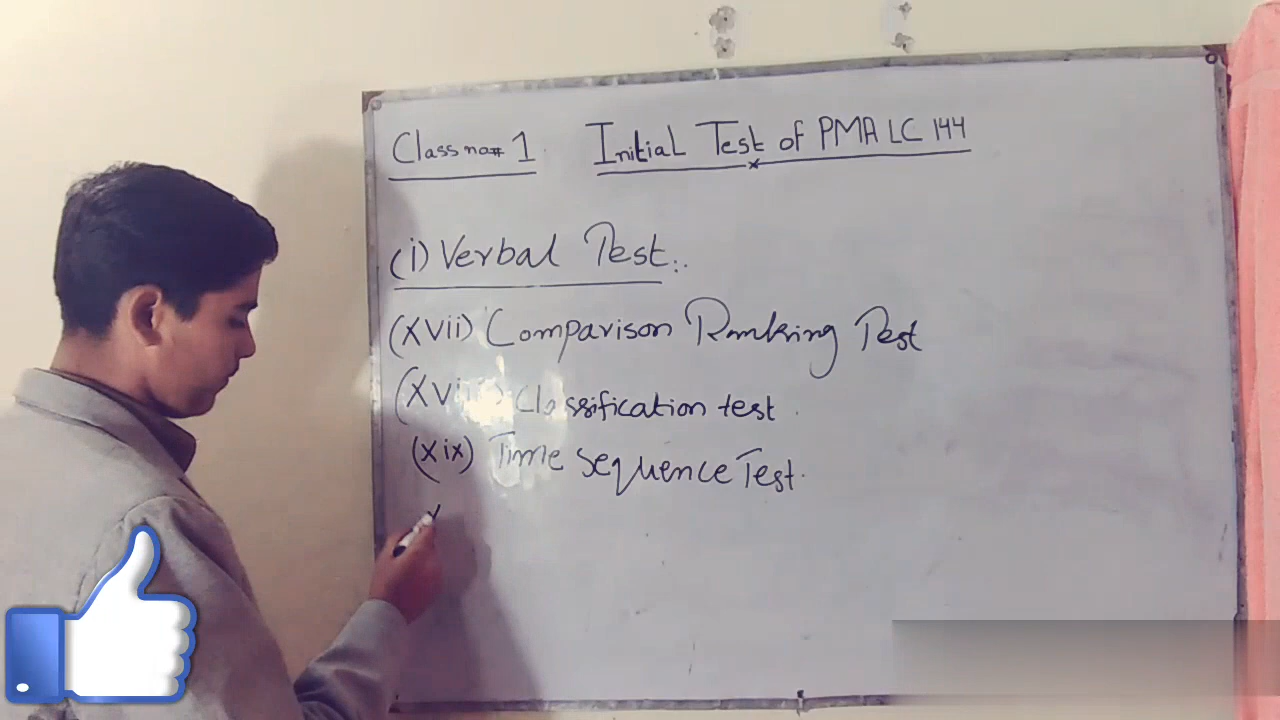 Class no# 1 Initial Test of PMA LC 144
(i) Verbal Test:.
(XVii) Comparison Ranking Test
(XViii) Classification test
(xix) Time Sequence Test.